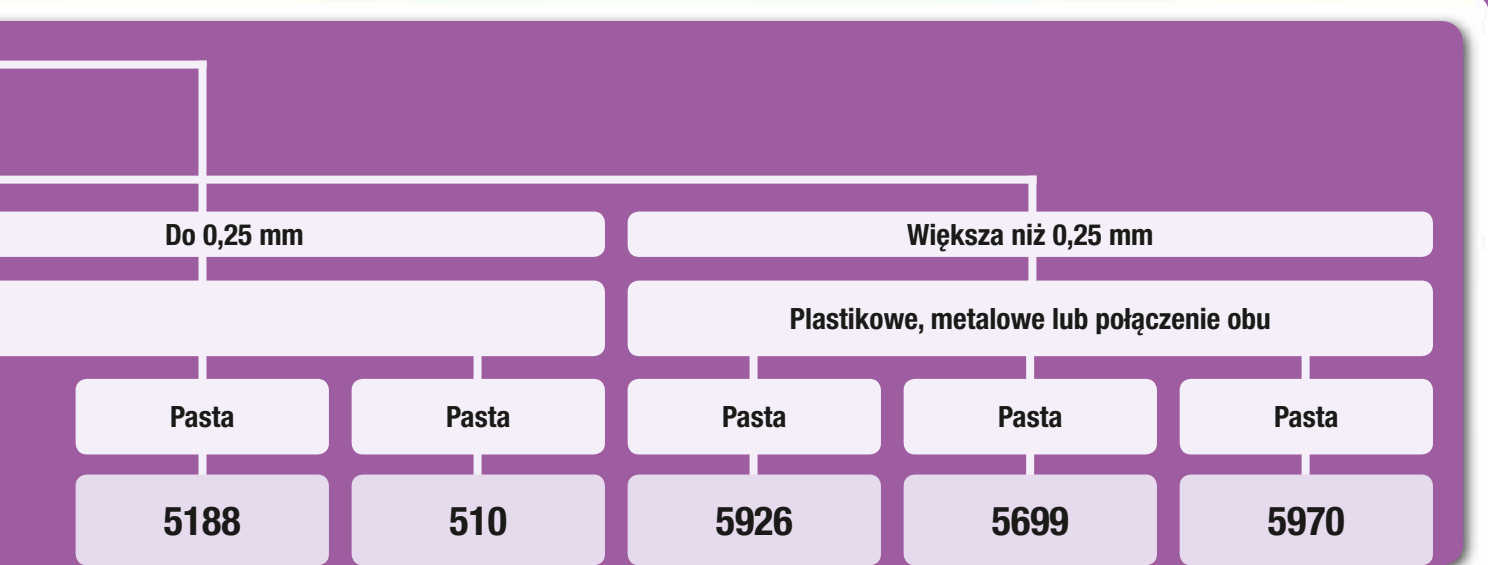 Do 0,25 mm
Większa niż 0,25 mm
Plastikowe, metalowe lub połączenie obu
Pasta
Pasta
Pasta
Pasta
Pasta
5188
510
5926
5699
5970